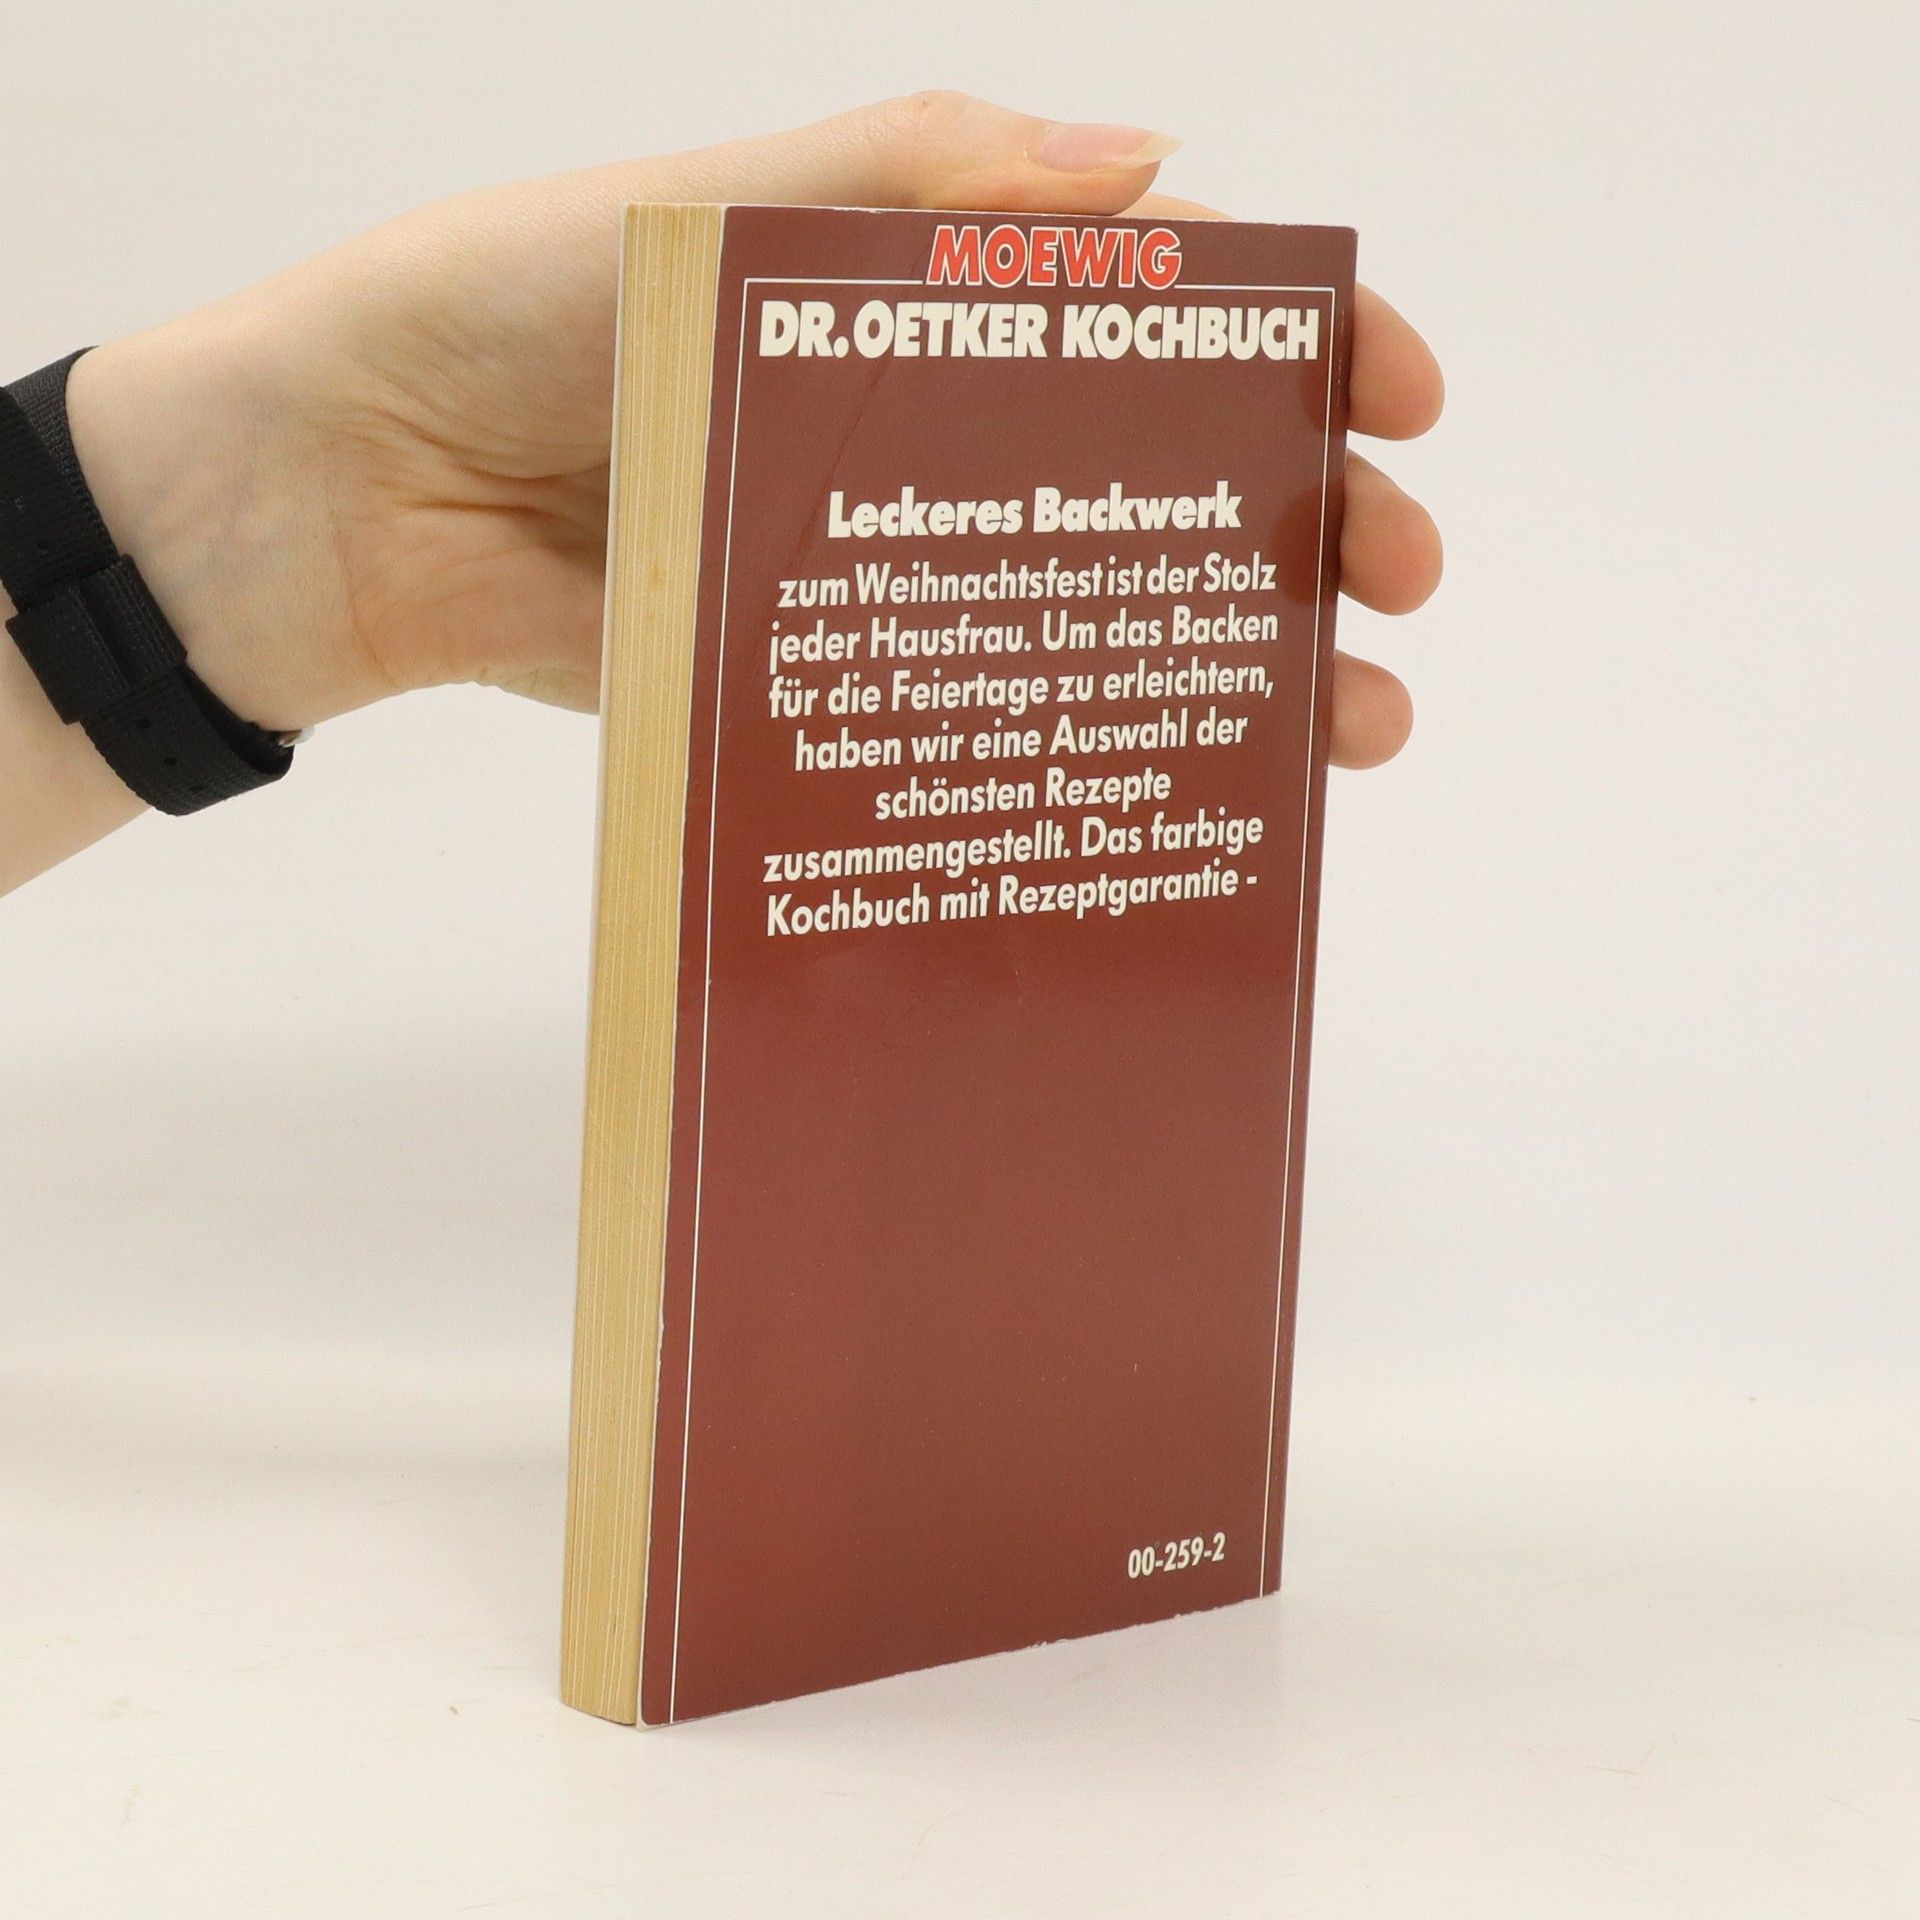 MOEWIG
DR. OETKER KOCHBUCH
Leckeres Backwerk
zum Weihnachtsfest ist der Stolz
jeder Hausfrau. Um das Backen
für die Feiertage zu erleichtern,
haben wir eine Auswahl der
schönsten Rezepte
zusammengestellt. Das farbige
Kochbuch mit Rezeptgarantie -
00-259-2